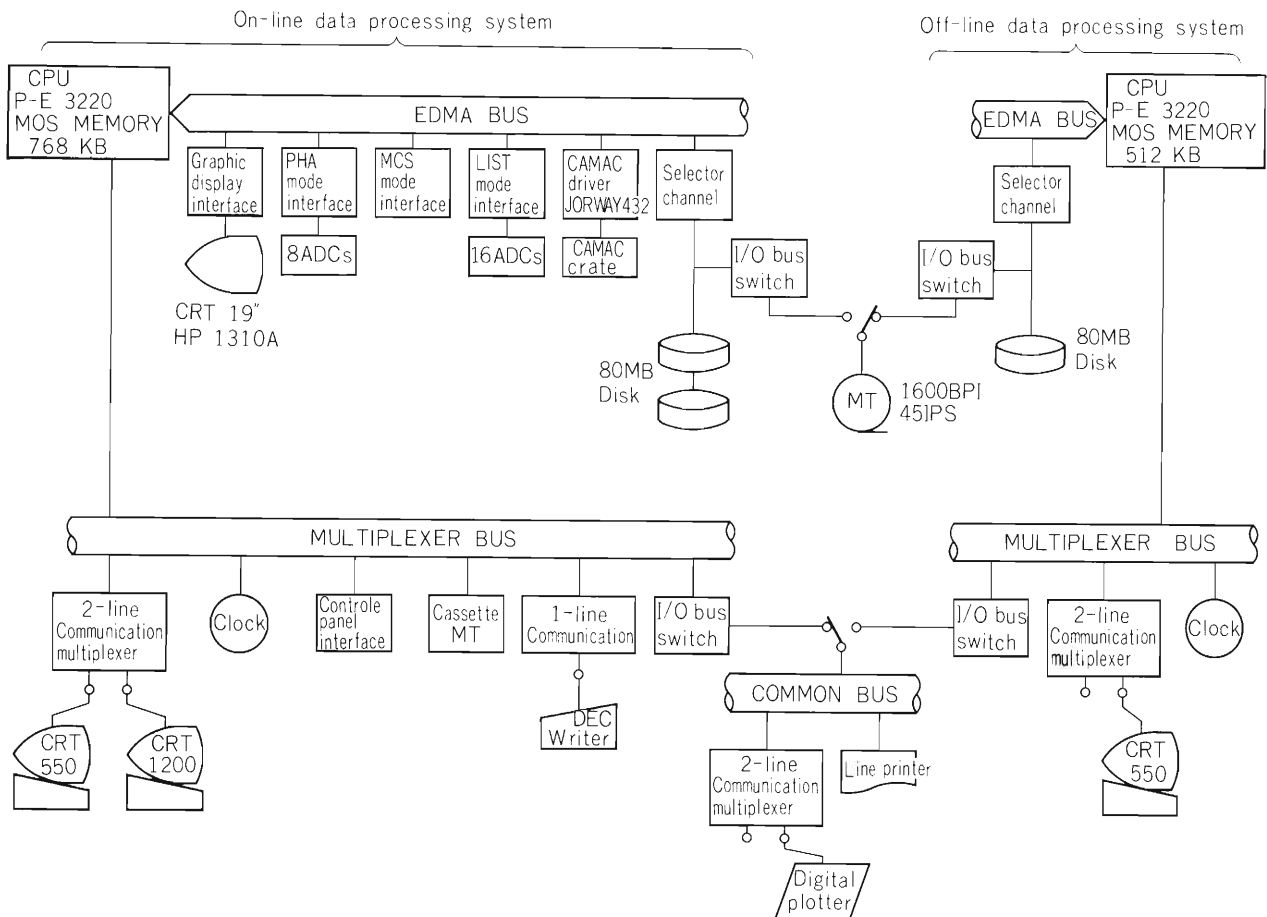 On-line data processing system
Off-line data processing system
CPU
P-E 3220
MOS MEMORY
768 KB
EDMA BUS
EDMA BUS
CPU
P-E 3220
MOS MEMORY
512 KB
Graphic
display
interface
PHA
mode
interface
MCS
mode
interface
LIST
mode
interface
CAMAC
driver
JORWAY432
Selector
channel
Selector
channel
8ADCs
16ADCs
CAMAC
crate
I/O bus
switch
I/O bus
switch
CRT 19"
HP 1310A
80MB
Disk
MT
1600BPI
45IPS
80MB
Disk
MULTIPLEXER BUS
MULTIPLEXER BUS
2-line
Communication
multiplexer
Clock
Controle
panel
interface
Cassette
MT
1-line
Communication
I/O bus
switch
I/O bus
switch
2-line
Communication
multiplexer
Clock
COMMON BUS
CRT
550
CRT
1200
DEC
Writer
2-line
Communication
multiplexer
Line printer
CRT
550
Digital
plotter